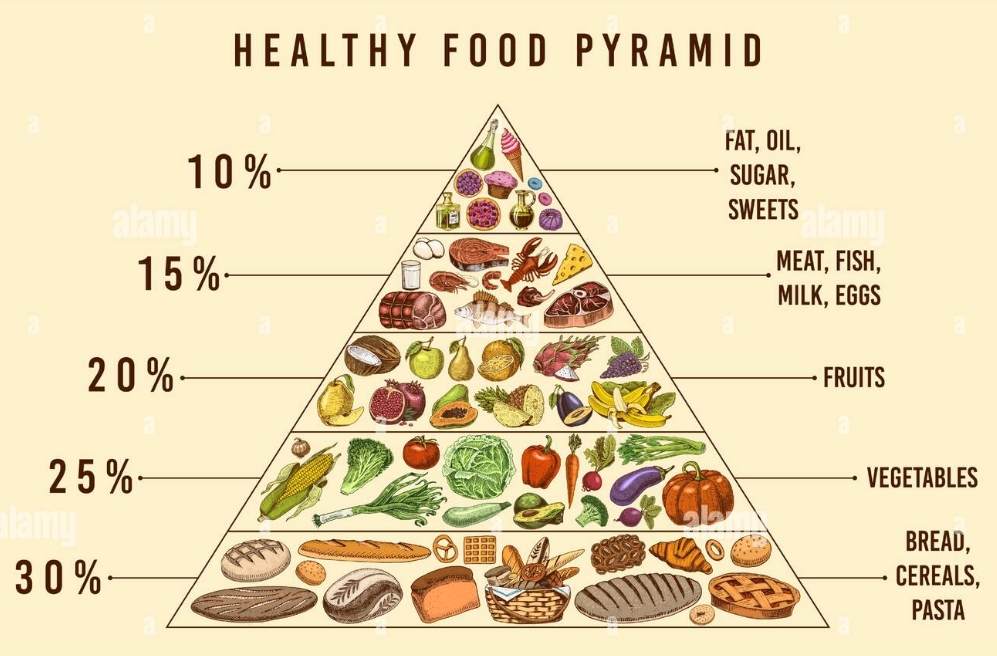 HEALTHY FOOD PYRAMID
10%
FAT, OIL,
SUGAR,
SWEETS
15%
MEAT, FISH,
MILK, EGGS
20%
FRUITS
25%
VEGETABLES
30%
BREAD,
CEREALS,
PASTA
alamy
alamy
alamy
alamy
alamy
a
a
a
a
a
a
a
a
a
a
a
a